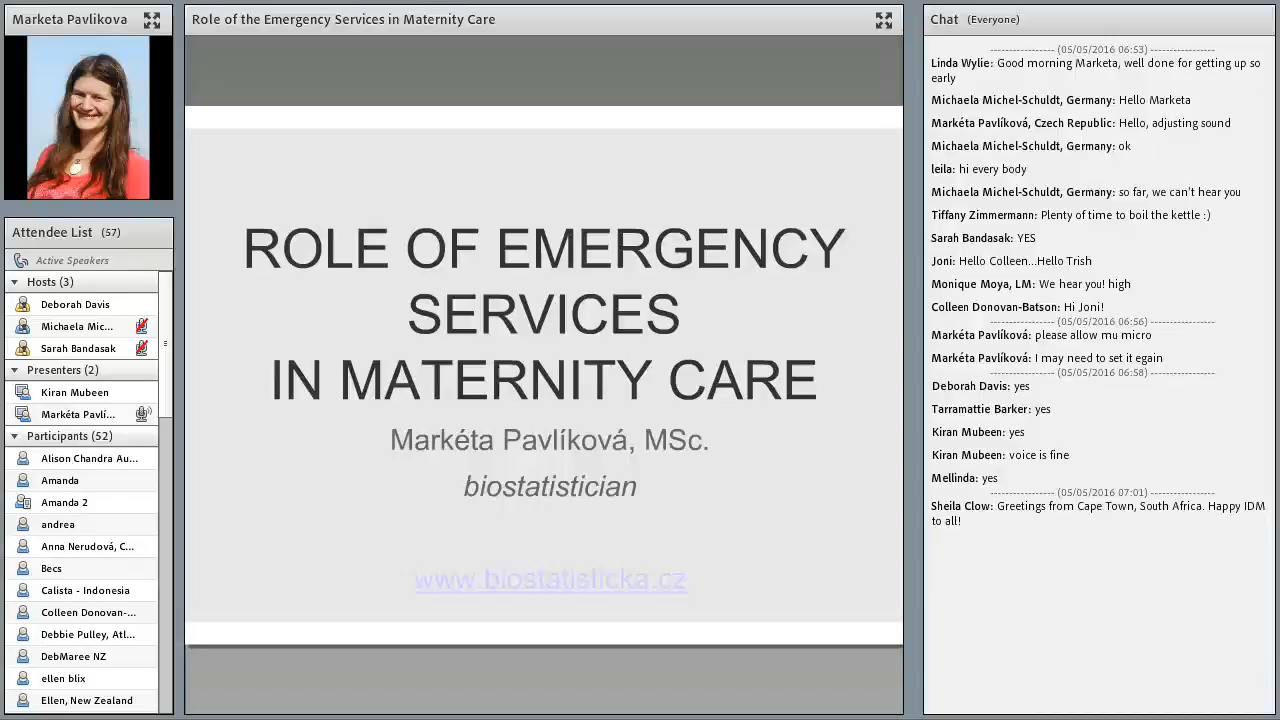 Marketa Pavlikova
Attendee List (57)
Active Speakers
Hosts (3)
Deborah Davis
Michaela Mic...
Sarah Bandasak
Presenters (2)
Kiran Mubeen
Markéta Pavlí...
Participants (52)
Alison Chandra Au...
Amanda
Amanda 2
andrea
Anna Nerudová, C...
Becs
Calista - Indonesia
Colleen Donovan-...
Debbie Pulley, Atl...
DebMaree NZ
ellen blix
Ellen, New Zealand
Role of the Emergency Services in Maternity Care
ROLE OF EMERGENCY
SERVICES
IN MATERNITY CARE
Markéta Pavlíková, MSc.
biostatistician
www.biostatisticka.cz
Chat (Everyone)
------------------ (05/05/2016 06:53) ------------------
Linda Wylie: Good morning Marketa, well done for getting up so
early
Michaela Michel-Schuldt, Germany: Hello Marketa
Markéta Pavlíková, Czech Republic: Hello, adjusting sound
Michaela Michel-Schuldt, Germany: ok
leila: hi every body
Michaela Michel-Schuldt, Germany: so far, we can't hear you
Tiffany Zimmermann: Plenty of time to boil the kettle :)
Sarah Bandasak: YES
Joni: Hello Colleen...Hello Trish
Monique Moya, LM: We hear you! high
Colleen Donovan-Batson: Hi Joni!
------------------ (05/05/2016 06:56) ------------------
Markéta Pavlíková: please allow mu micro
Markéta Pavlíková: I may need to set it egain
------------------ (05/05/2016 06:58) ------------------
Deborah Davis: yes
Tarramattie Barker: yes
Kiran Mubeen: yes
Kiran Mubeen: voice is fine
Mellinda: yes
------------------ (05/05/2016 07:01) ------------------
Sheila Clow: Greetings from Cape Town, South Africa. Happy IDM
to all!